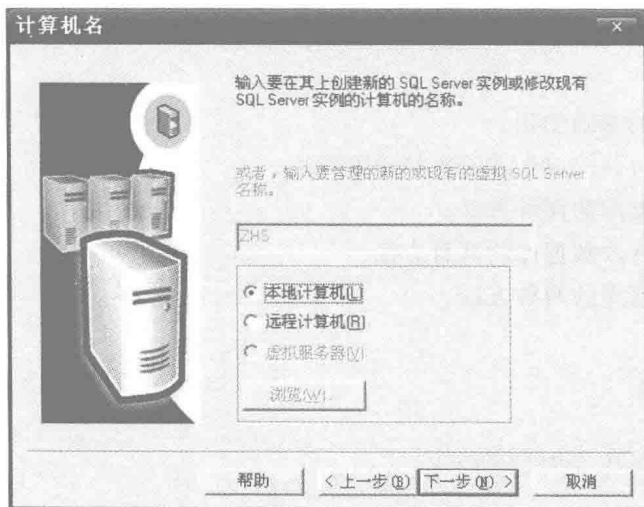 计算机名
输入要在其上创建新的 SQL Server 实例或修改现有
SQL Server 实例的计算机的名称。
或者，输入要管理的新的或现有的虚拟 SQL Server
名称。
ZHS
本地计算机(L)
远程计算机(R)
虚拟服务器(V)
浏览(W)...
帮助
< 上一步(B)
下一步(N) >
取消